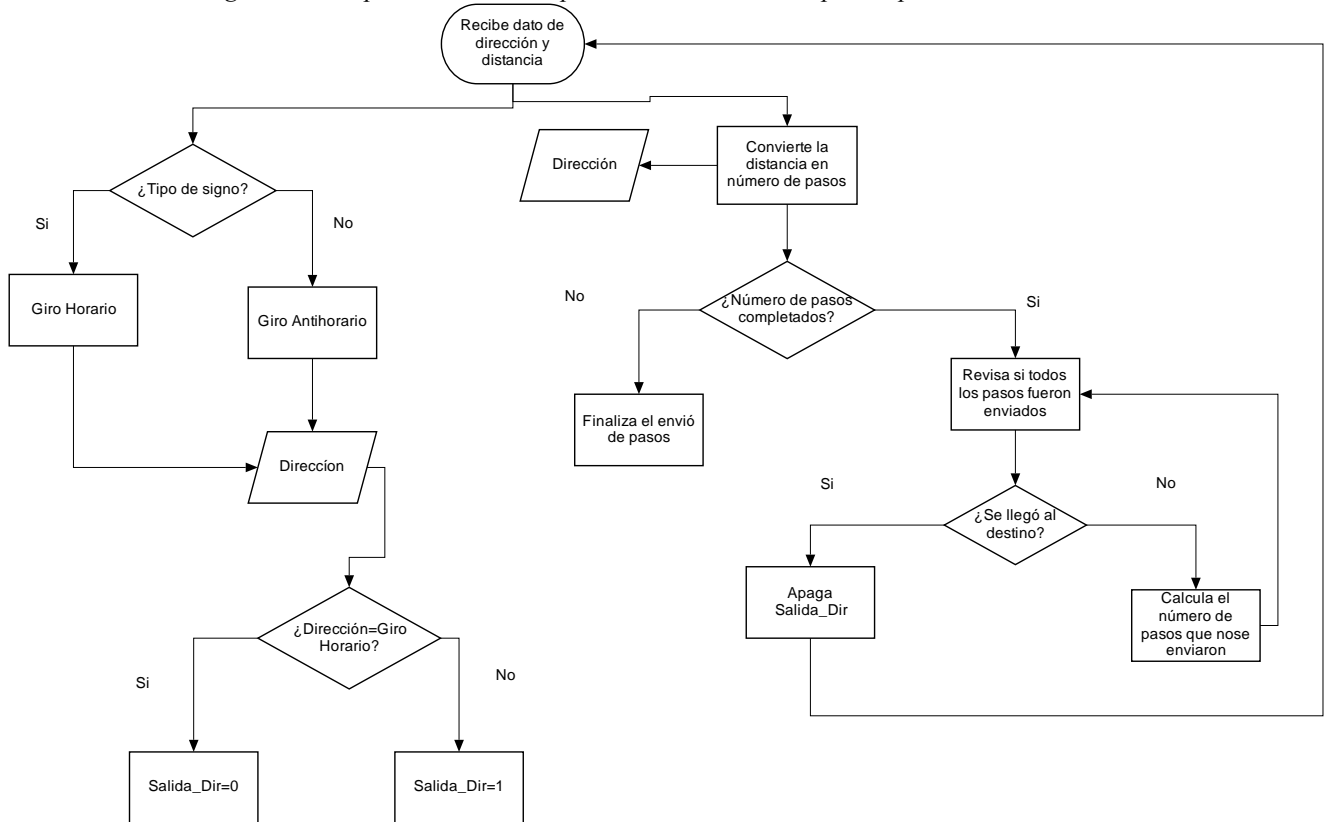 Recibe dato de
dirección y
distancia
¿Tipo de signo?
Si
No
Giro Horario
Giro Antihorario
Direccíon
¿Dirección=Giro
Horario?
Si
No
Salida_Dir=0
Salida_Dir=1
Dirección
Convierte la
distancia en
número de pasos
¿Número de pasos
completados?
No
Si
Finaliza el envió
de pasos
Revisa si todos
los pasos fueron
enviados
¿Se llegó al
destino?
Si
No
Apaga
Salida_Dir
Calcula el
número de
pasos que nose
enviaron